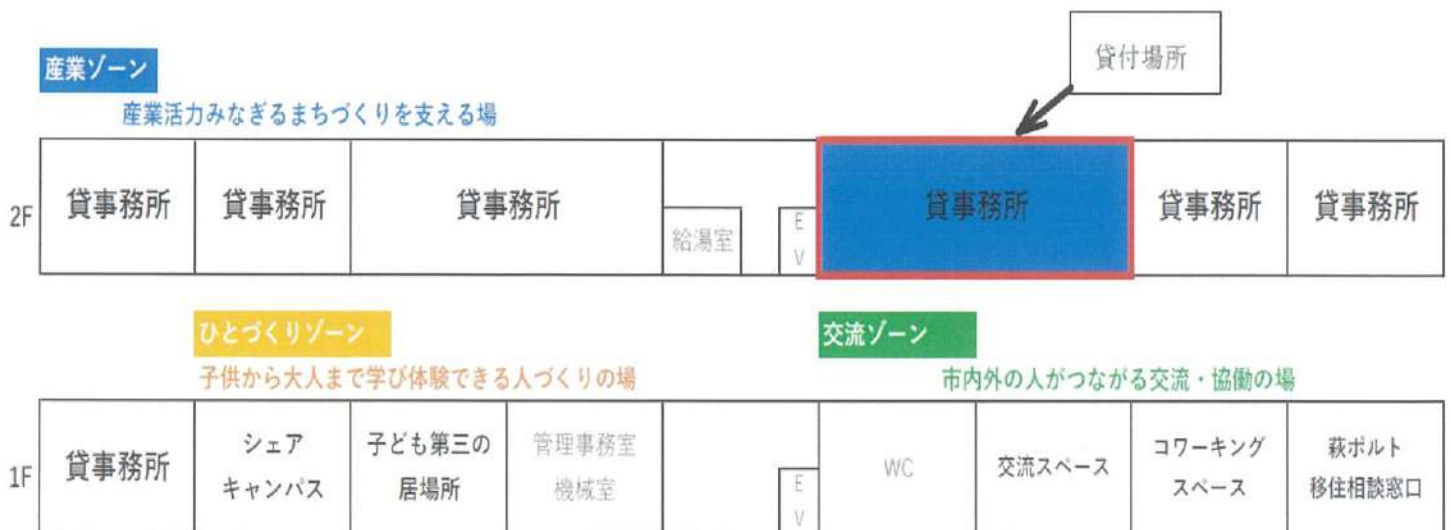 貸付場所
産業ゾーン
産業活力みなぎるまちづくりを支える場
2F
貸事務所
貸事務所
貸事務所
給湯室
E
V
貸事務所
貸事務所
貸事務所
ひとづくりゾーン
子供から大人まで学び体験できる人づくりの場
交流ゾーン
市内外の人がつながる交流・協働の場
1F
貸事務所
シェア
キャンパス
子ども第三の
居場所
管理事務室
機械室
E
V
WC
交流スペース
コワーキング
スペース
萩ポルト
移住相談窓口